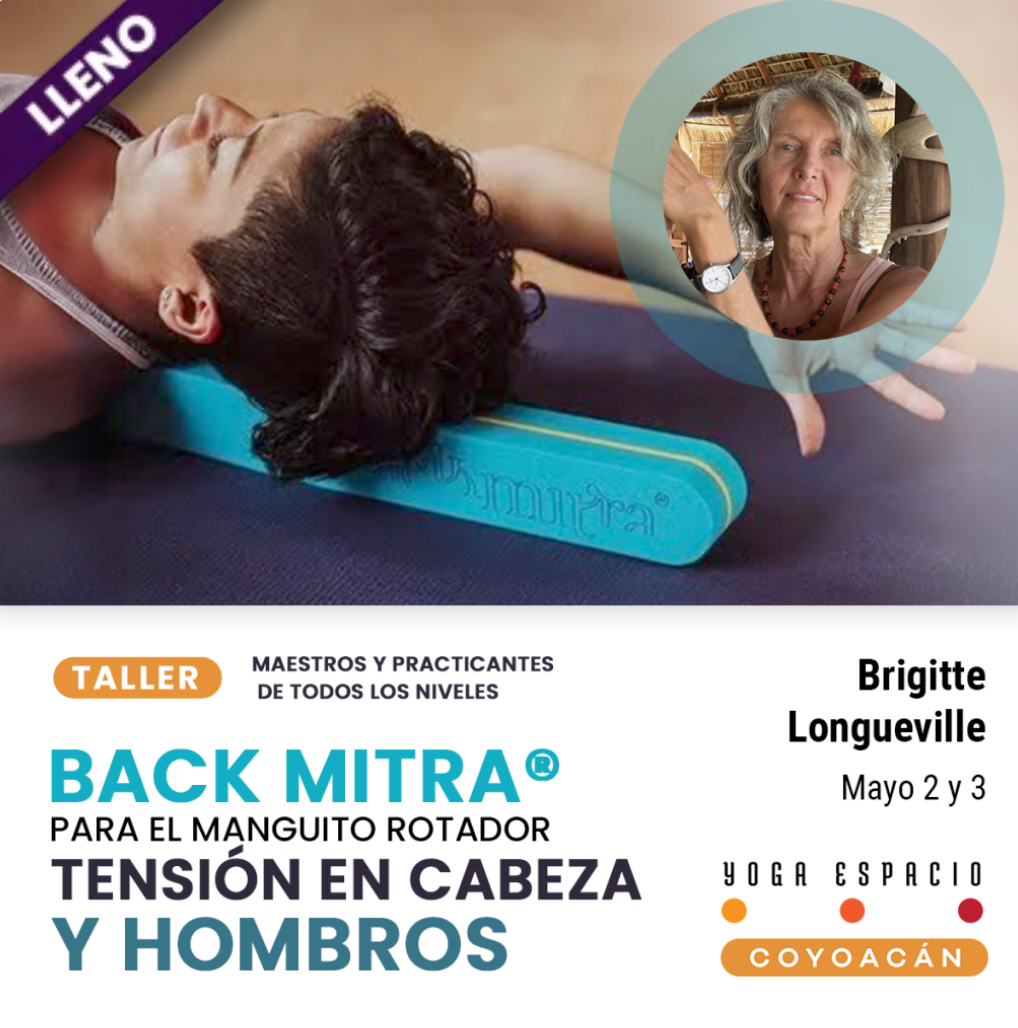 LLENO
mitra®
TALLER
MAESTROS Y PRACTICANTES
DE TODOS LOS NIVELES
BACK MITRA®
PARA EL MANGUITO ROTADOR
TENSIÓN EN CABEZA
Y HOMBROS
Brigitte
Longueville
Mayo 2 y 3
YOGA ESPACIO
COYOACÁN